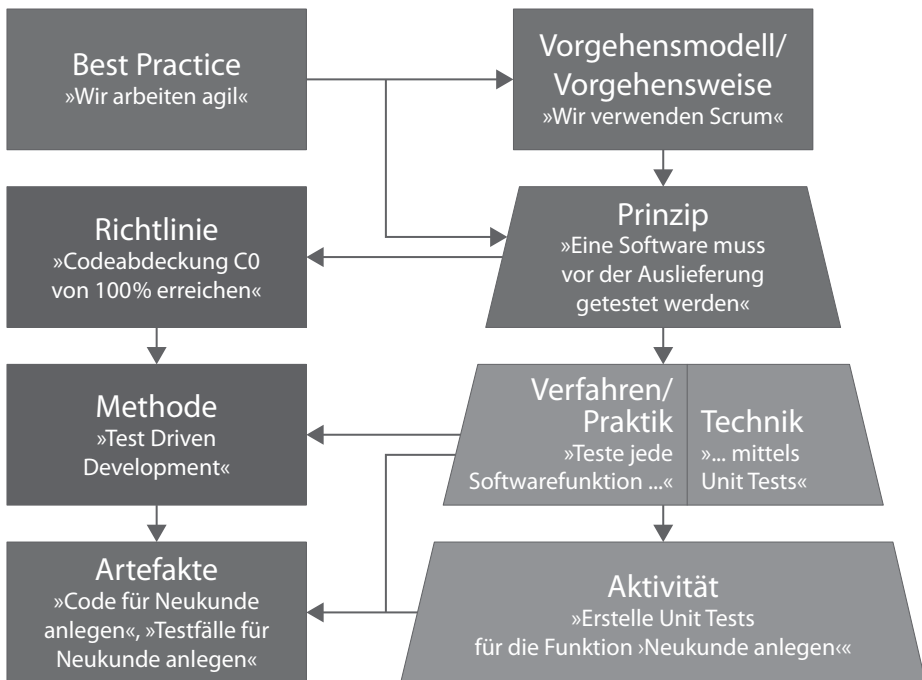 Best Practice
»Wir arbeiten agil«
Vorgehensmodell/
Vorgehensweise
»Wir verwenden Scrum«
Richtlinie
»Codeabdeckung C0
von 100% erreichen«
Prinzip
»Eine Software muss
vor der Auslieferung
getestet werden«
Methode
»Test Driven
Development«
Verfahren/
Praktik
»Teste jede
Softwarefunktion ...«
Technik
»... mittels
Unit Tests«
Artefakte
»Code für Neukunde
anlegen«, »Testfälle für
Neukunde anlegen«
Aktivität
»Erstelle Unit Tests
für die Funktion ›Neukunde anlegen‹«